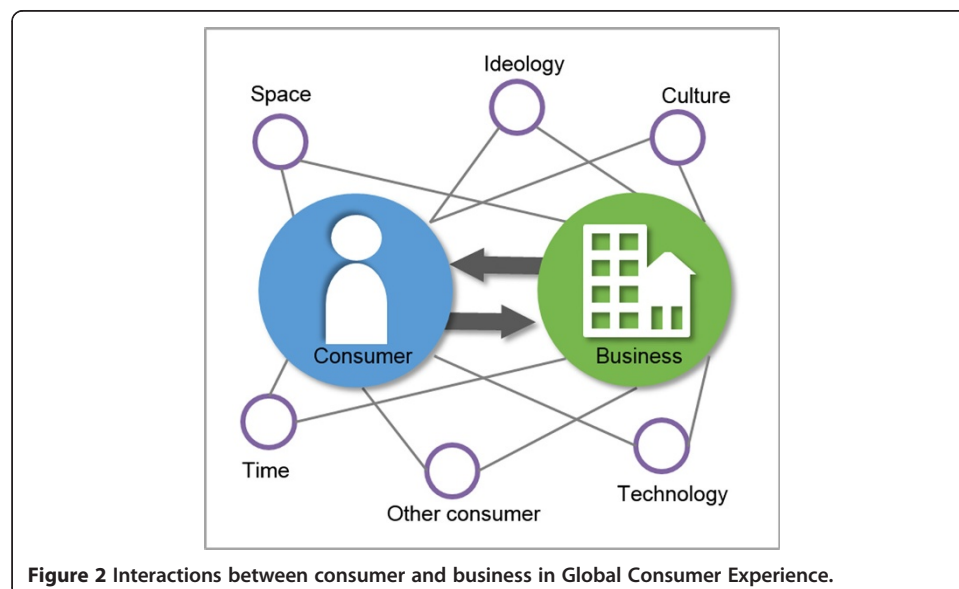 Ideology
Space
Culture
Consumer
Business
Time
Technology
Other consumer
Figure 2 Interactions between consumer and business in Global Consumer Experience.